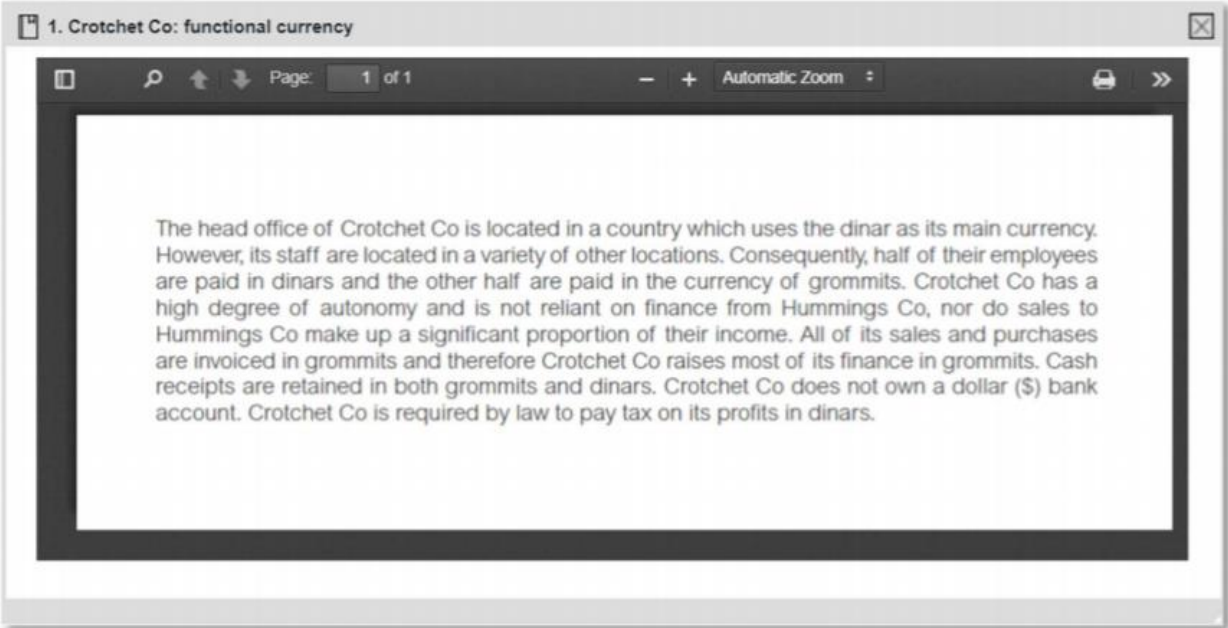 1. Crotchet Co: functional currency
Page: 1 of 1
Automatic Zoom
The head office of Crotchet Co is located in a country which uses the dinar as its main currency.
However, its staff are located in a variety of other locations. Consequently, half of their employees
are paid in dinars and the other half are paid in the currency of grommits. Crotchet Co has a
high degree of autonomy and is not reliant on finance from Hummings Co, nor do sales to
Hummings Co make up a significant proportion of their income. All of its sales and purchases
are invoiced in grommits and therefore Crotchet Co raises most of its finance in grommits. Cash
receipts are retained in both grommits and dinars. Crotchet Co does not own a dollar ($) bank
account. Crotchet Co is required by law to pay tax on its profits in dinars.